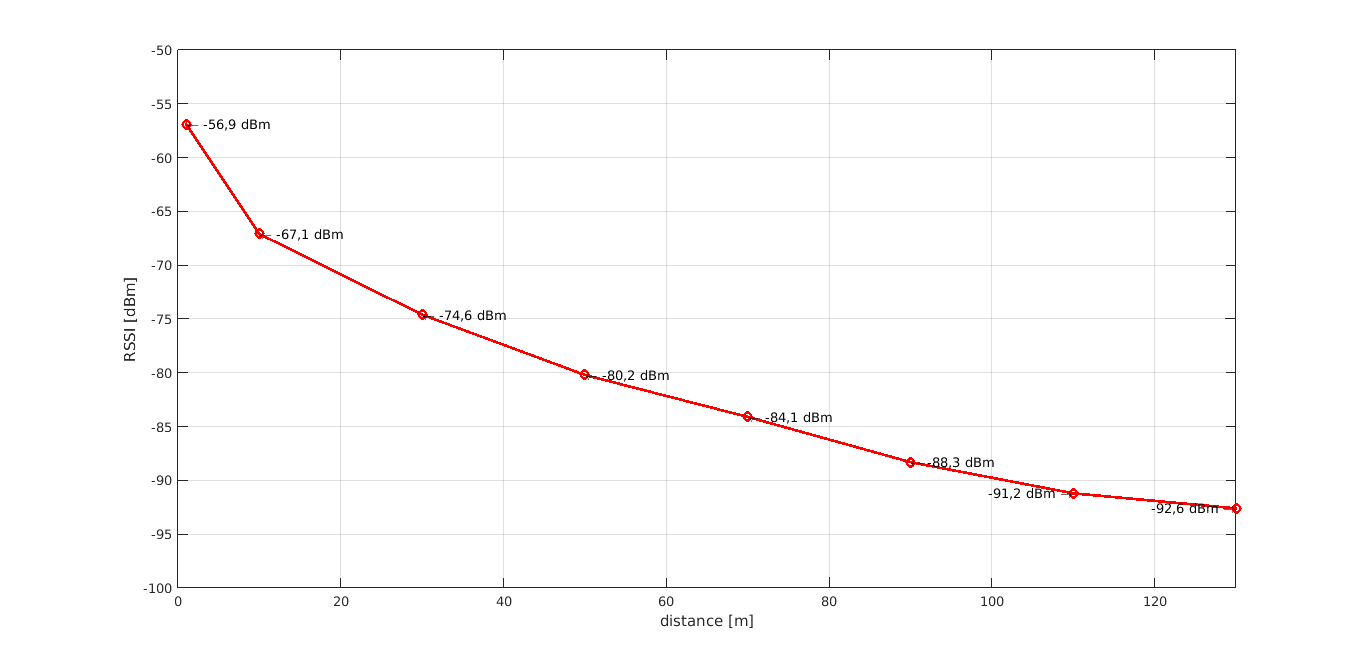 -50
-55
-56,9 dBm
-60
-65
-67,1 dBm
-70
-74,6 dBm
-75
-80,2 dBm
-80
-84,1 dBm
-85
-88,3 dBm
-90
-91,2 dBm
-92,6 dBm
-95
-100
RSSI [dBm]
0 20 40 60 80 100 120
distance [m]